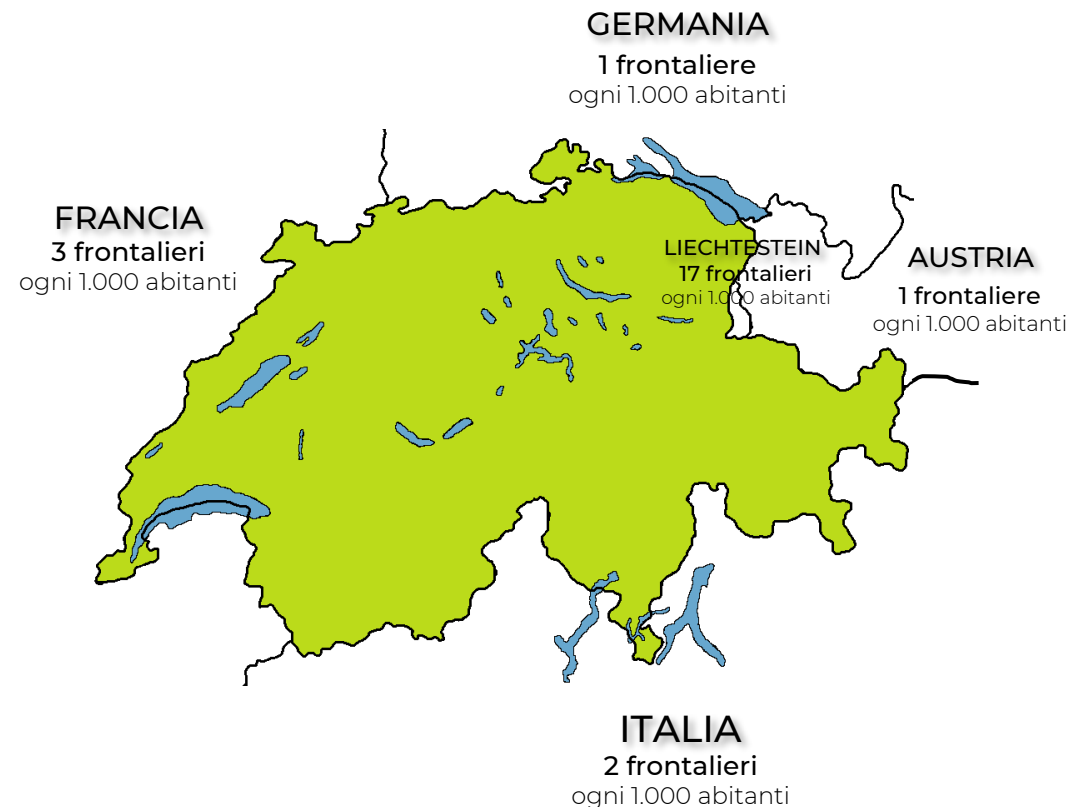 GERMANIA
1 frontaliere
ogni 1.000 abitanti
FRANCIA
3 frontalieri
ogni 1.000 abitanti
LIECHTESTEIN
17 frontalieri
ogni 1.000 abitanti
AUSTRIA
1 frontaliere
ogni 1.000 abitanti
ITALIA
2 frontalieri
ogni 1.000 abitanti